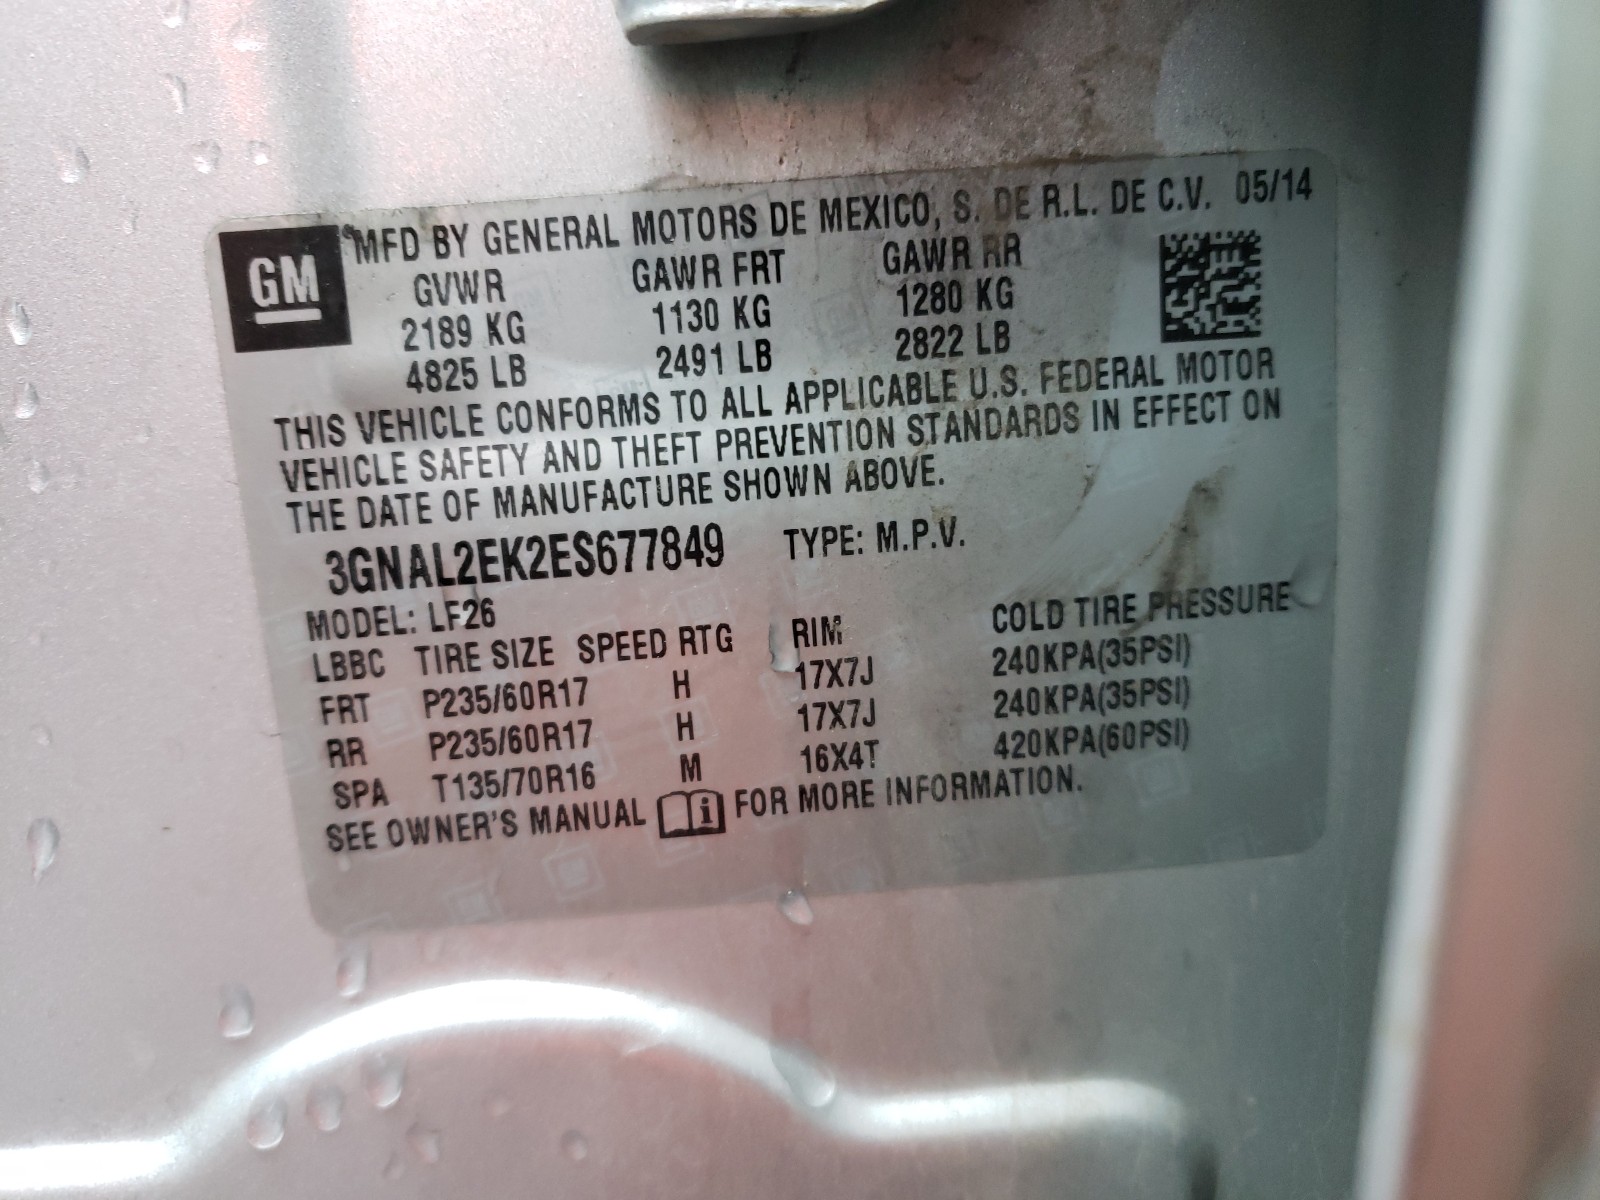 GM
MFD BY GENERAL MOTORS DE MEXICO, S. DE R.L. DE C.V. 05/14
GVWR GAWR FRT GAWR RR
2189 KG 1130 KG 1280 KG
4825 LB 2491 LB 2822 LB
THIS VEHICLE CONFORMS TO ALL APPLICABLE U.S. FEDERAL MOTOR
VEHICLE SAFETY AND THEFT PREVENTION STANDARDS IN EFFECT ON
THE DATE OF MANUFACTURE SHOWN ABOVE.
3GNAL2EK2ES677849 TYPE: M.P.V.
MODEL: LF26
LBBC TIRE SIZE SPEED RTG RIM COLD TIRE PRESSURE
FRT P235/60R17 H 17X7J 240KPA(35PSI)
RR P235/60R17 H 17X7J 240KPA(35PSI)
SPA T135/70R16 M 16X4T 420KPA(60PSI)
SEE OWNER'S MANUAL i FOR MORE INFORMATION.